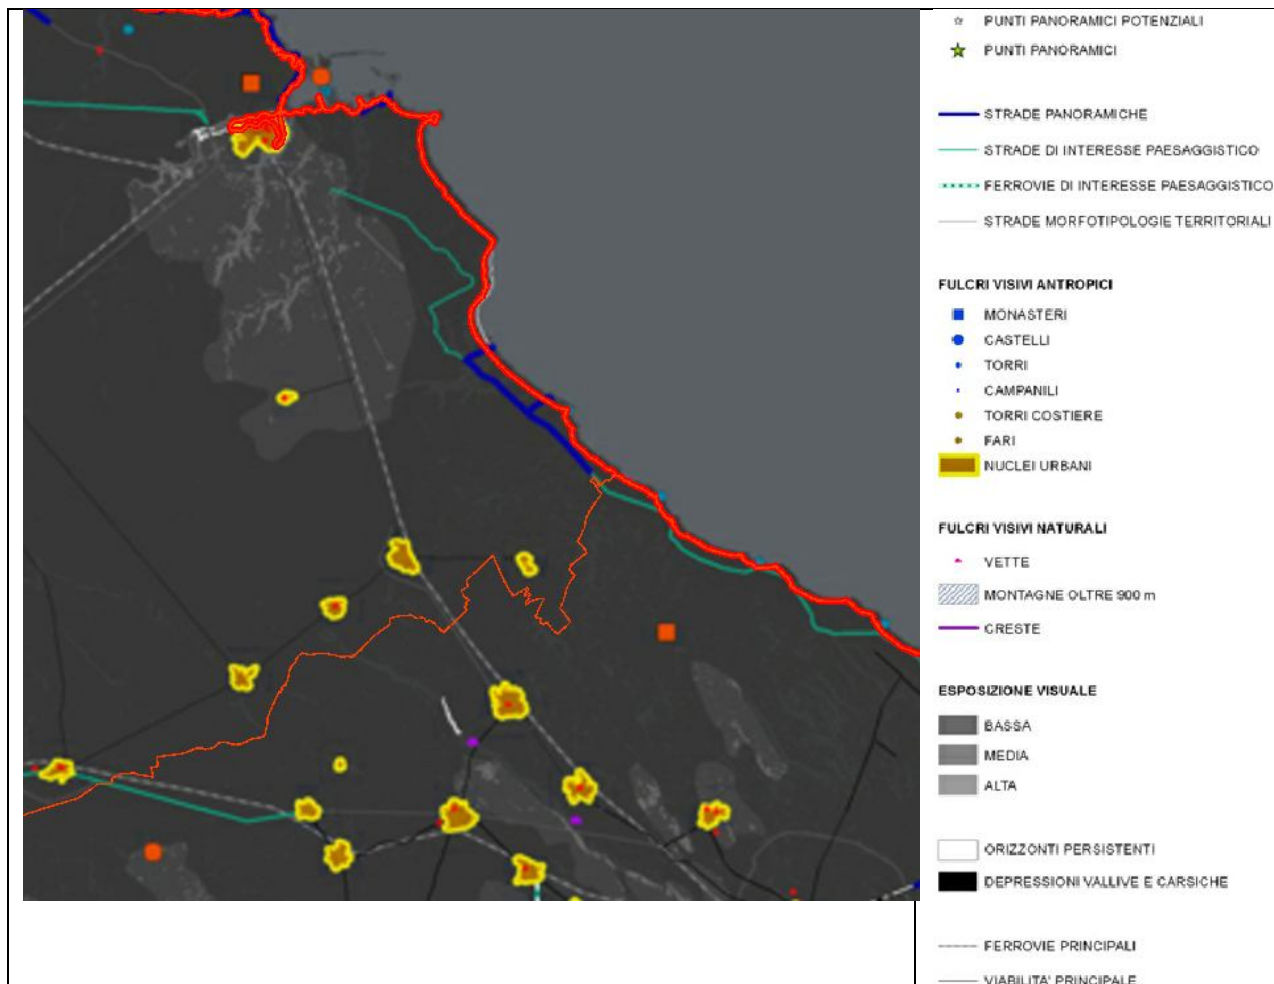 PUNTI PANORAMICI POTENZIALI
PUNTI PANORAMICI
STRADE PANORAMICHE
STRADE DI INTERESSE PAESAGGISTICO
FERROVIE DI INTERESSE PAESAGGISTICO
STRADE MORFOTIPOLOGIE TERRITORIALI
FULCRI VISIVI ANTROPICI
MONASTERI
CASTELLI
TORRI
CAMPANILI
TORRI COSTIERE
FARI
NUCLEI URBANI
FULCRI VISIVI NATURALI
VETTE
MONTAGNE OLTRE 900 m
CRESTE
ESPOSIZIONE VISUALE
BASSA
MEDIA
ALTA
ORIZZONTI PERSISTENTI
DEPRESSIONI VALLIVE E CARSICHE
FERROVIE PRINCIPALI
VIABILITA' PRINCIPALE